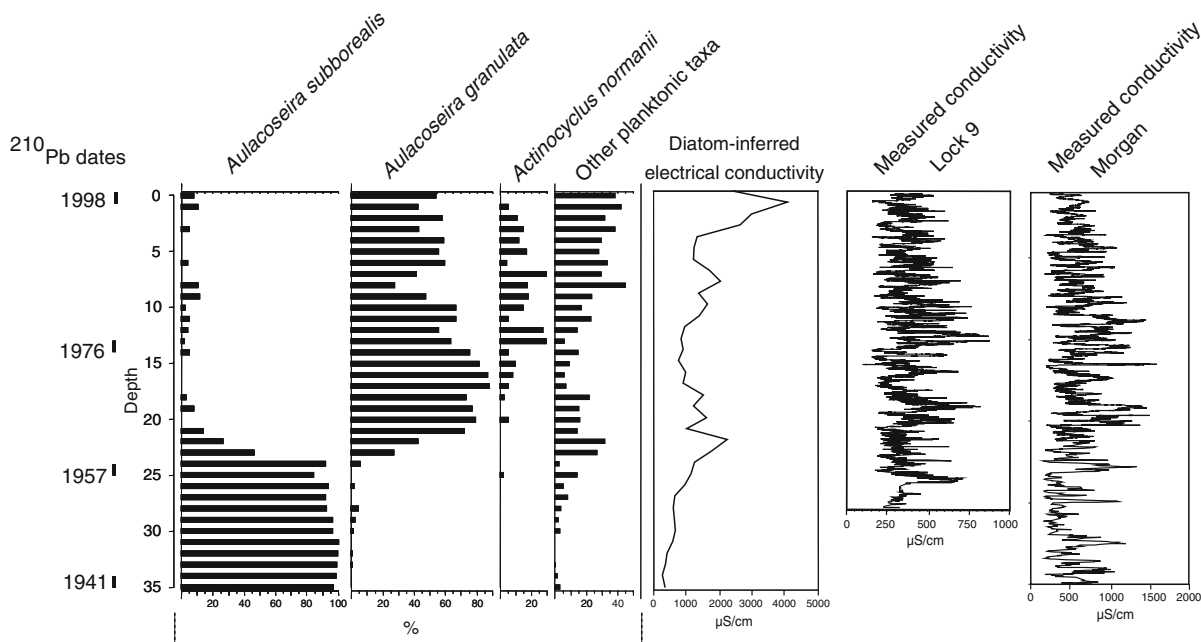 Aulacoseira subborealis
Aulacoseira granulata
Actinocyclus normanii
Other planktonic taxa
Diatom-inferred
electrical conductivity
Measured conductivity
Lock 9
Measured conductivity
Morgan
210Pb dates
1998
1976
1957
1941
Depth
0
5
10
15
20
25
30
35
20 40 60 80 100
20 40 60 80
20
20 40
0 1000 2000 3000 4000 5000
µS/cm
0 250 500 750 1000
µS/cm
0 500 1000 1500 2000
µS/cm
%